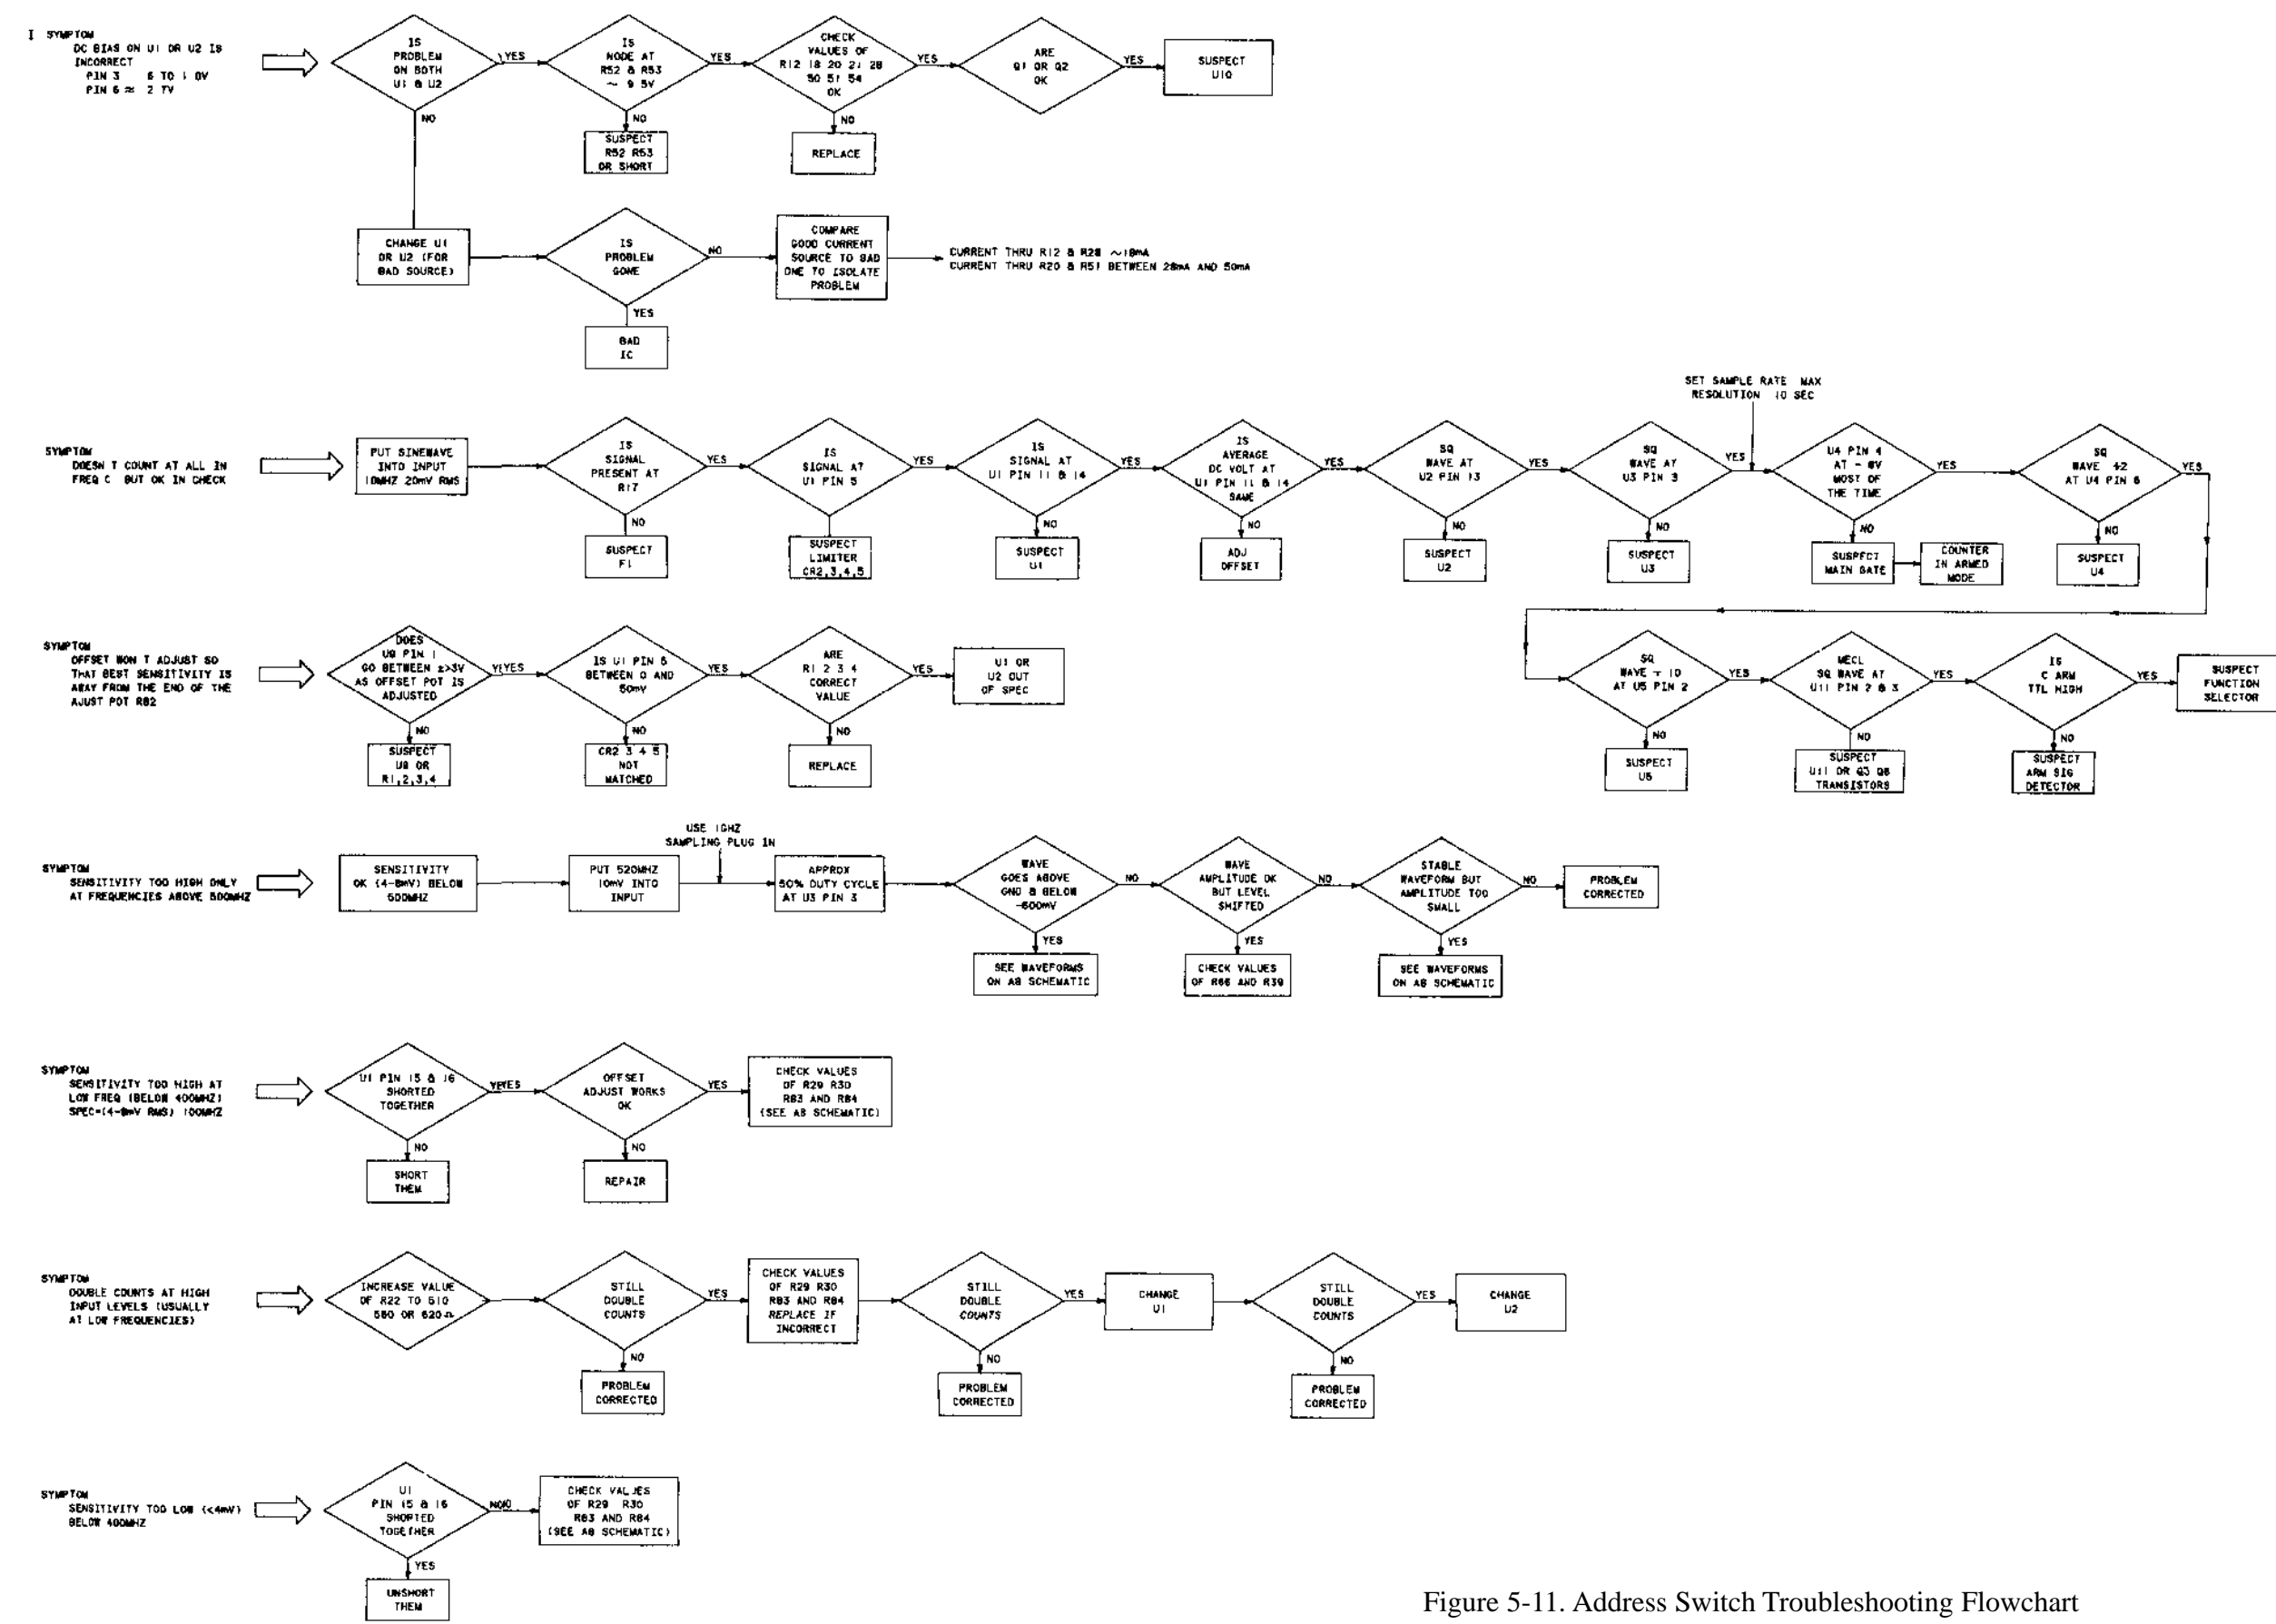 I SYMPTOM
DC BIAS ON U1 OR U2 IS
INCORRECT
PIN 3 6 TO 1 0V
PIN 6 ≈ 2 7V
IS
PROBLEM
ON BOTH
U1 & U2
YES
NO
IS
NODE AT
R52 & R53
~ 9 5V
YES
NO
SUSPECT
R52 R53
OR SHORT
CHECK
VALUES OF
R12 18 20 21 28
50 51 54
OK
YES
NO
REPLACE
ARE
Q1 OR Q2
OK
YES
SUSPECT
U10
CHANGE U1
OR U2 (FOR
BAD SOURCE)
IS
PROBLEM
GONE
NO
YES
BAD
IC
COMPARE
GOOD CURRENT
SOURCE TO BAD
ONE TO ISOLATE
PROBLEM
CURRENT THRU R12 & R28 ~18mA
CURRENT THRU R20 & R51 BETWEEN 28mA AND 50mA
SYMPTOM
DOESN T COUNT AT ALL IN
FREQ C BUT OK IN CHECK
PUT SINEWAVE
INTO INPUT
10MHZ 20mV RMS
IS
SIGNAL
PRESENT AT
R17
YES
NO
SUSPECT
F1
IS
SIGNAL AT
U1 PIN 5
YES
SUSPECT
LIMITER
CR2,3,4,5
IS
SIGNAL AT
U1 PIN 11 & 14
YES
NO
SUSPECT
U1
IS
AVERAGE
DC VOLT AT
U1 PIN 11 & 14
SAME
YES
NO
ADJ
OFFSET
SQ
WAVE AT
U2 PIN 13
YES
NO
SUSPECT
U2
SQ
WAVE AT
U3 PIN 3
YES
NO
SUSPECT
U3
SET SAMPLE RATE MAX
RESOLUTION 10 SEC
U4 PIN 4
AT - 8V
MOST OF
THE TIME
YES
NO
SUSPECT
MAIN GATE
COUNTER
IN ARMED
MODE
SQ
WAVE ÷2
AT U4 PIN 6
YES
NO
SUSPECT
U4
SQ
WAVE ÷ 10
AT U5 PIN 2
YES
NO
SUSPECT
U5
MECL
SQ WAVE AT
U11 PIN 2 & 3
YES
NO
SUSPECT
U11 OR Q3 Q6
TRANSISTORS
IS
C ARM
TTL HIGH
YES
NO
SUSPECT
ARM SIG
DETECTOR
SUSPECT
FUNCTION
SELECTOR
SYMPTOM
OFFSET WON T ADJUST SO
THAT BEST SENSITIVITY IS
AWAY FROM THE END OF THE
AJUST POT R82
DOES
U9 PIN 1
GO BETWEEN ±>3V
AS OFFSET POT IS
ADJUSTED
YES
NO
SUSPECT
U9 OR
R1,2,3,4
IS U1 PIN 5
BETWEEN 0 AND
50mV
YES
NO
CR2 3 4 5
NOT
MATCHED
ARE
R1 2 3 4
CORRECT
VALUE
YES
NO
REPLACE
U1 OR
U2 OUT
OF SPEC
SYMPTOM
SENSITIVITY TOO HIGH ONLY
AT FREQUENCIES ABOVE 500MHZ
SENSITIVITY
OK (4-8mV) BELOW
500MHZ
PUT 520MHZ
10mV INTO
INPUT
USE 1GHZ
SAMPLING PLUG IN
APPROX
50% DUTY CYCLE
AT U3 PIN 3
WAVE
GOES ABOVE
GND & BELOW
-600mV
NO
YES
SEE WAVEFORMS
ON A8 SCHEMATIC
WAVE
AMPLITUDE OK
BUT LEVEL
SHIFTED
NO
YES
CHECK VALUES
OF R66 AND R39
STABLE
WAVEFORM BUT
AMPLITUDE TOO
SMALL
NO
YES
SEE WAVEFORMS
ON A8 SCHEMATIC
PROBLEM
CORRECTED
SYMPTOM
SENSITIVITY TOO HIGH AT
LOW FREQ (BELOW 400MHZ)
SPEC=(4-8mV RMS) 100MHZ
U1 PIN 15 & 16
SHORTED
TOGETHER
YES
NO
SHORT
THEM
OFFSET
ADJUST WORKS
OK
YES
NO
REPAIR
CHECK VALUES
OF R29 R30
R83 AND R84
(SEE A8 SCHEMATIC)
SYMPTOM
DOUBLE COUNTS AT HIGH
INPUT LEVELS (USUALLY
AT LOW FREQUENCIES)
INCREASE VALUE
OF R22 TO 510
560 OR 620Ω
STILL
DOUBLE
COUNTS
YES
NO
PROBLEM
CORRECTED
CHECK VALUES
OF R29 R30
R83 AND R84
REPLACE IF
INCORRECT
STILL
DOUBLE
COUNTS
YES
NO
PROBLEM
CORRECTED
CHANGE
U1
STILL
DOUBLE
COUNTS
YES
NO
PROBLEM
CORRECTED
CHANGE
U2
SYMPTOM
SENSITIVITY TOO LOW (<4mV)
BELOW 400MHZ
U1
PIN 15 & 16
SHORTED
TOGETHER
NO
YES
UNSHORT
THEM
CHECK VALUES
OF R29 R30
R83 AND R84
(SEE A8 SCHEMATIC)
Figure 5-11. Address Switch Troubleshooting Flowchart